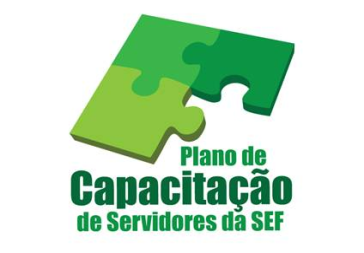 Plano de
Capacitação
de Servidores da SEF